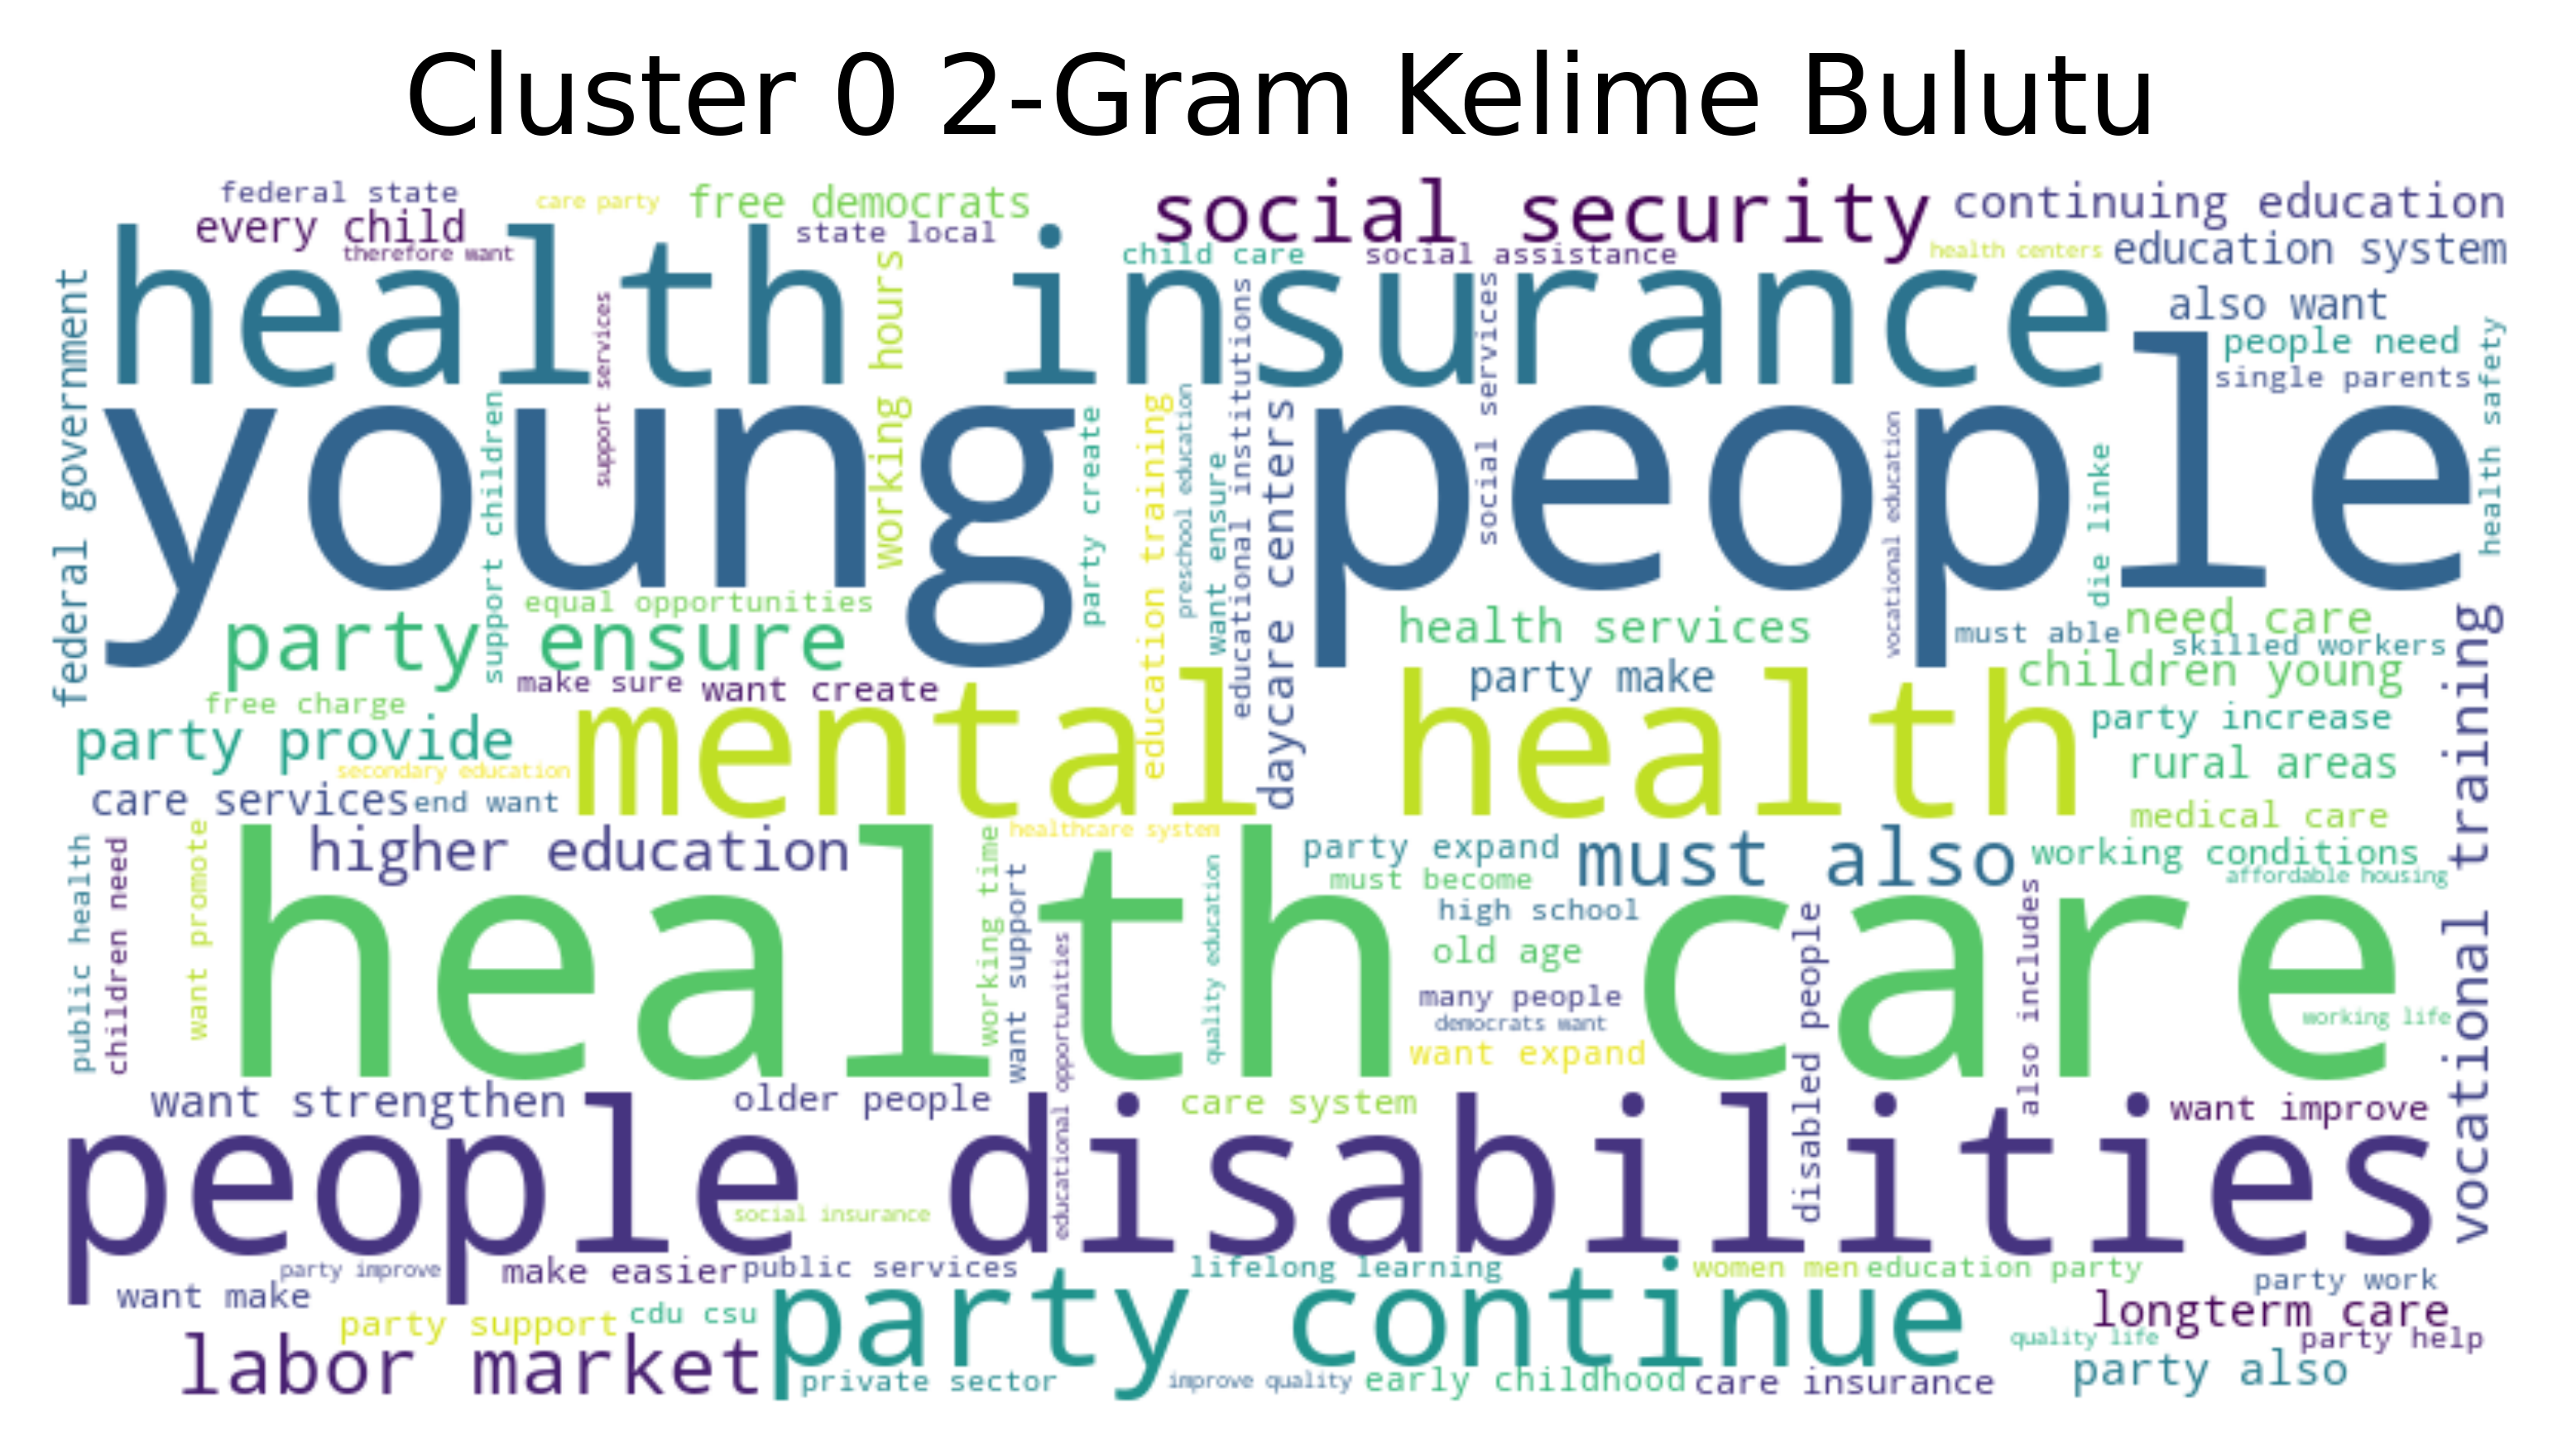 Cluster 0 2-Gram Kelime Bulutu
federal state
care party
free democrats
social security
continuing education
every child
state local
therefore want
child care
social assistance
health centers
education system
health insurance
also want
people need
single parents
federal government
support services
working hours
educational institutions
social services
health safety
young people
support children
party create
education training
preschool education
want ensure
daycare centers
vocational education
die linke
equal opportunities
party ensure
health services
must able
need care
skilled workers
make sure
want create
party make
children young
free charge
mental health
party increase
party provide
secondary education
rural areas
care services
end want
medical care
vocational training
public health
children need
want promote
higher education
healthcare system
party expand
must also
working conditions
must become
affordable housing
health care
working time
want support
quality education
high school
old age
many people
democrats want
want expand
disabled people
also includes
working life
educational opportunities
want strengthen
older people
care system
want improve
people disabilities
social insurance
party improve
make easier
public services
lifelong learning
women men
education party
party work
want make
party continue
longterm care
party support
cdu csu
quality life
party help
labor market
private sector
improve quality
early childhood
care insurance
party also